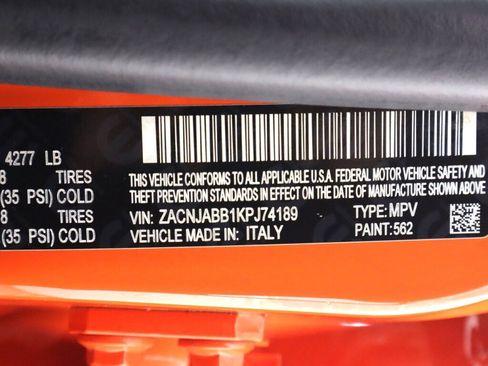 4277 LB
8 TIRES
(35 PSI) COLD
8 TIRES
(35 PSI) COLD
THIS VEHICLE CONFORMS TO ALL APPLICABLE U.S.A. FEDERAL MOTOR VEHICLE SAFETY AND
THEFT PREVENTION STANDARDS IN EFFECT ON THE DATE OF MANUFACTURE SHOWN ABOVE.
VIN: ZACNJABB1KPJ74189 TYPE: MPV
VEHICLE MADE IN: ITALY PAINT: 562